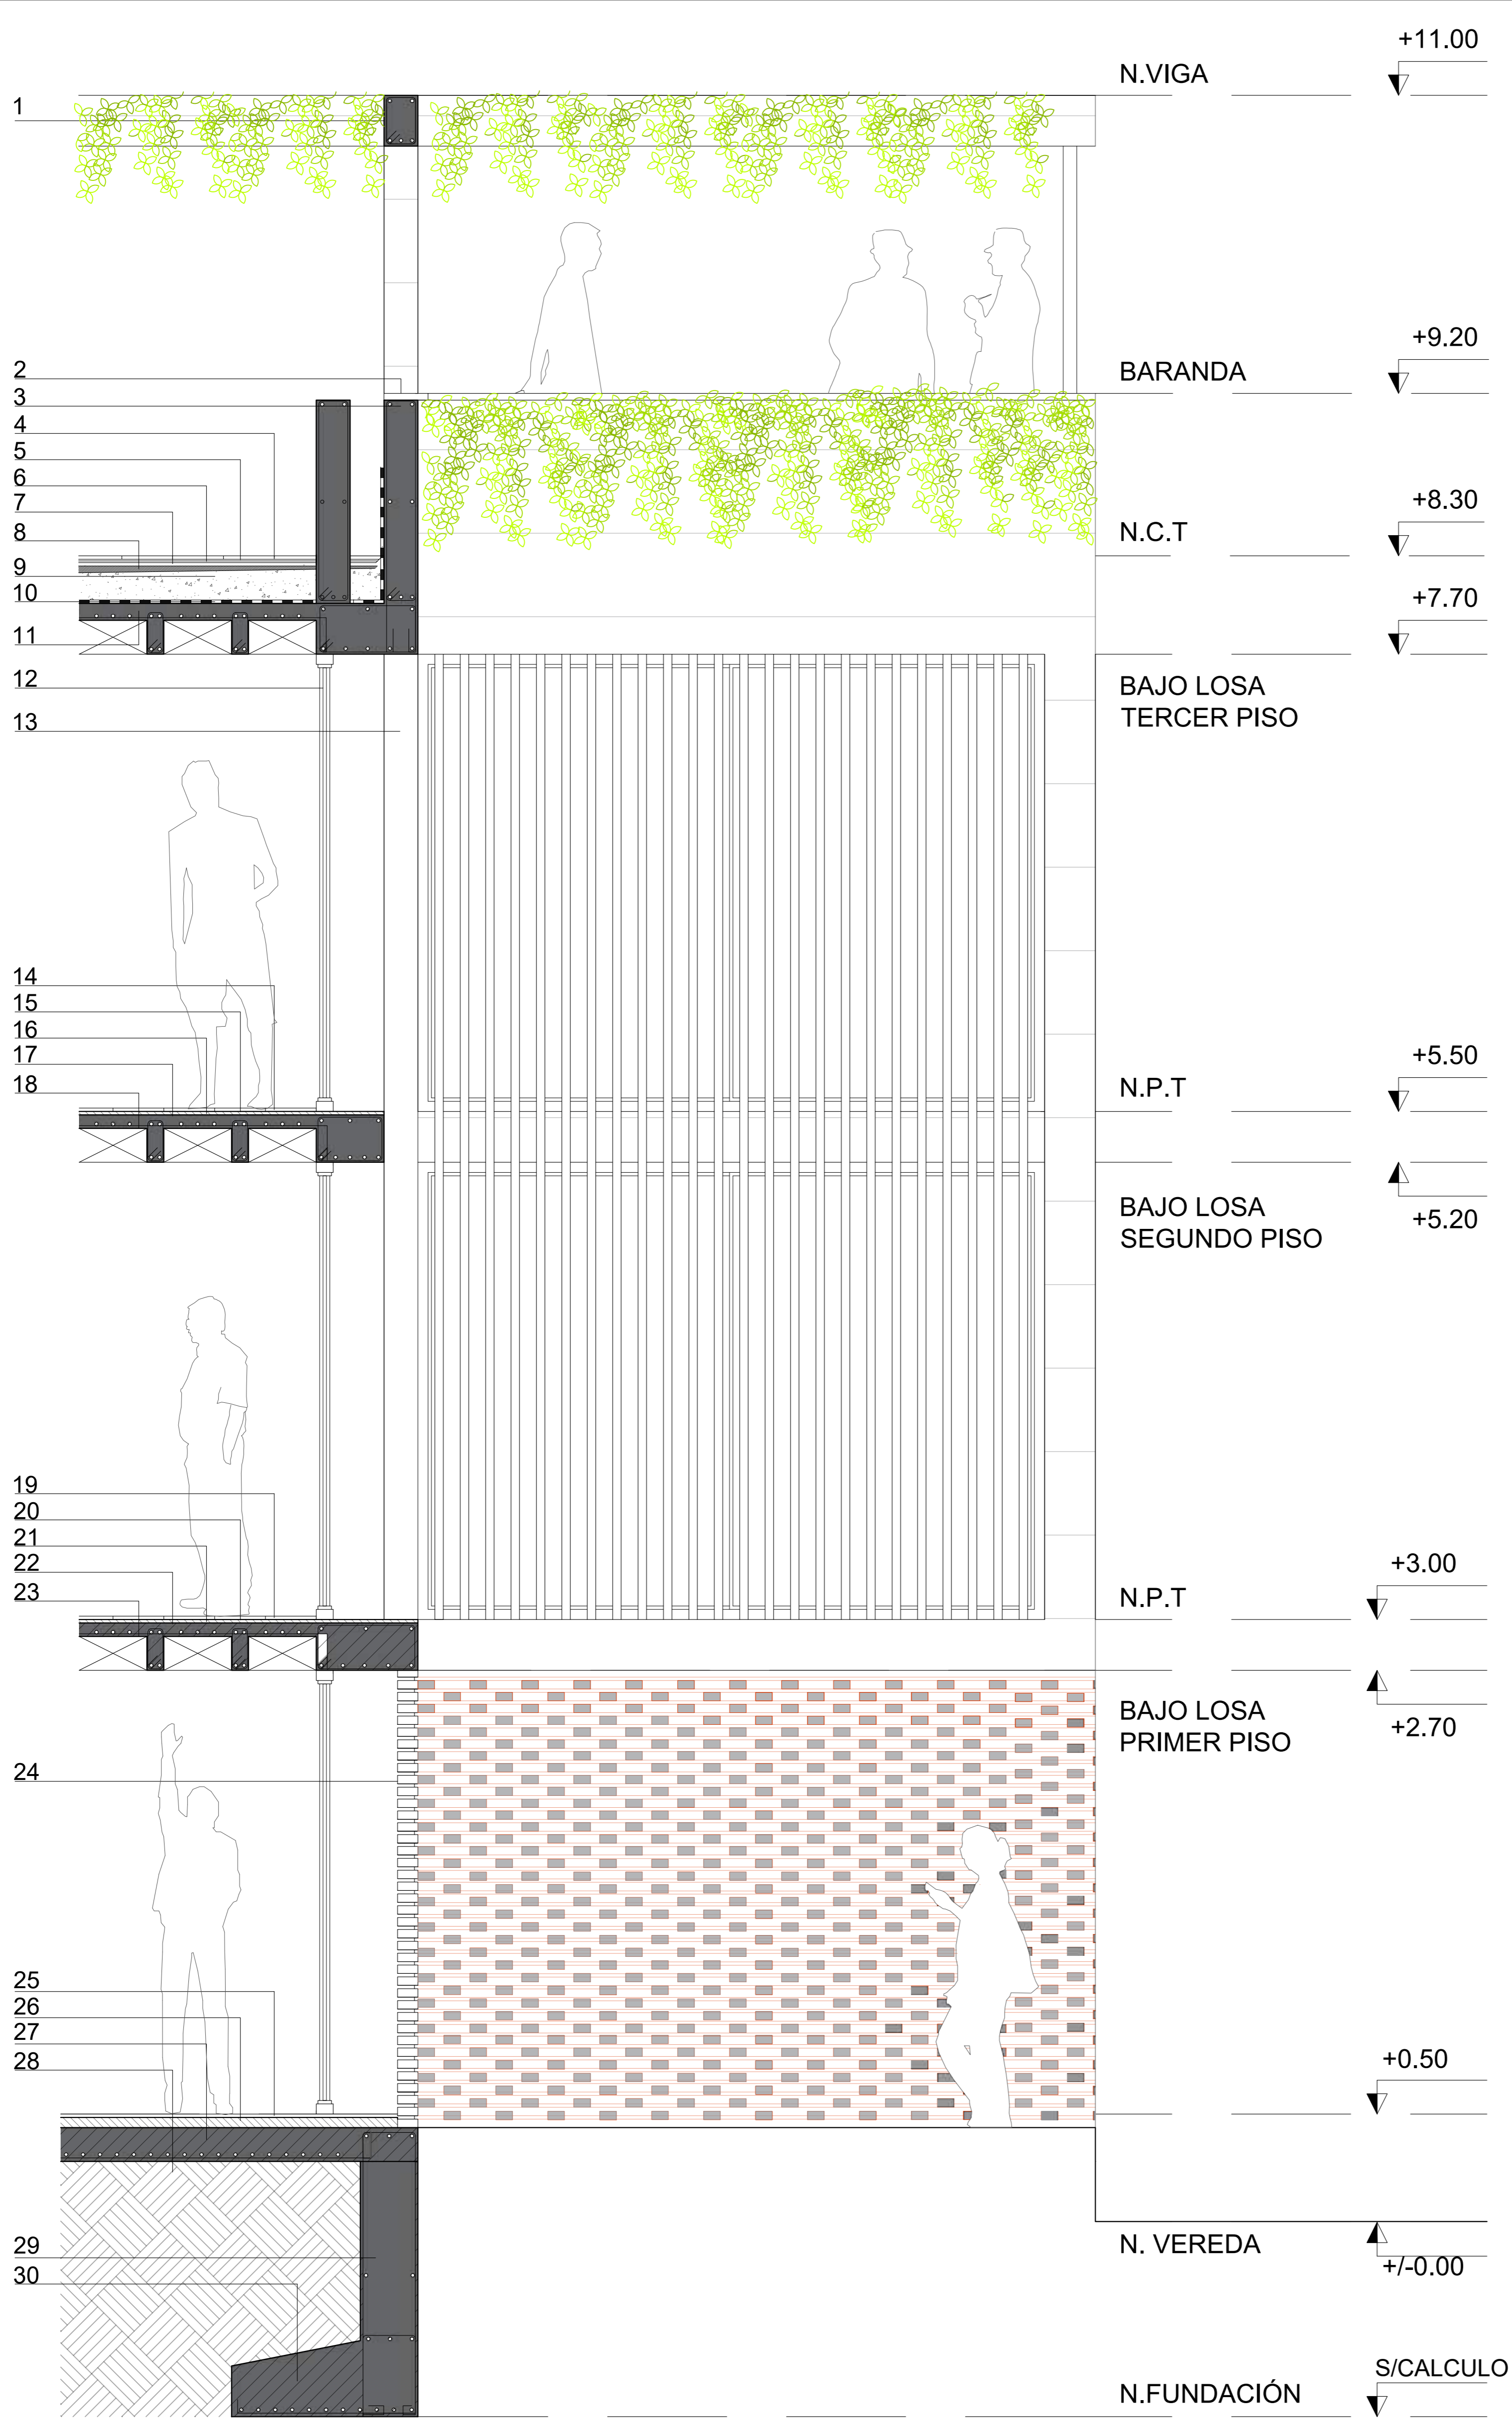 +11.00
N.VIGA
1
+9.20
2
BARANDA
3
4
5
6
+8.30
7
8
N.C.T
9
10
+7.70
11
12
BAJO LOSA
13
TERCER PISO
14
15
16
+5.50
17
18
N.P.T
BAJO LOSA
+5.20
SEGUNDO PISO
19
20
21
22
+3.00
23
N.P.T
BAJO LOSA
+2.70
PRIMER PISO
24
25
26
27
28
+0.50
29
N. VEREDA
+/-0.00
30
S/CALCULO
N.FUNDACIÓN